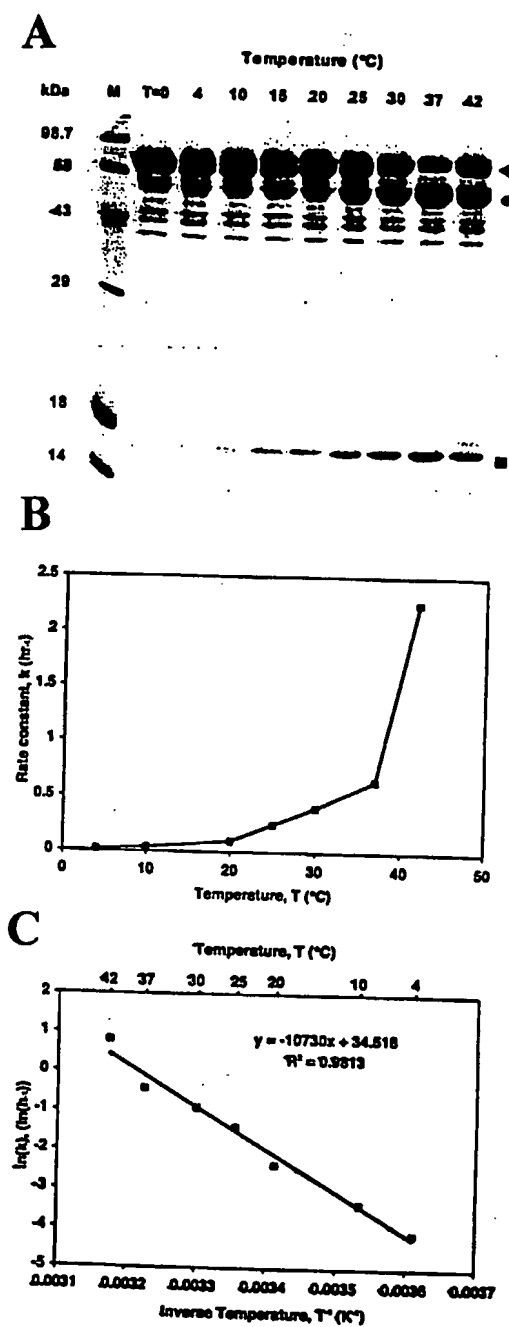 A
Temperature (°C)
kDa M T=0 4 10 15 20 25 30 37 42
98.7
68
43
29
18
14
B
2.5
2
1.5
1
0.5
0
0 10 20 30 40 50
Rate constant, k (hr-1)
Temperature, T (°C)
C
Temperature, T (°C)
42 37 30 25 20 10 4
2
1
0
-1
-2
-3
-4
-5
y = -10730x + 34.516
R² = 0.9813
ln(k), (ln(h-1))
0.0031 0.0032 0.0033 0.0034 0.0035 0.0036 0.0037
Inverse Temperature, T-1 (K-1)